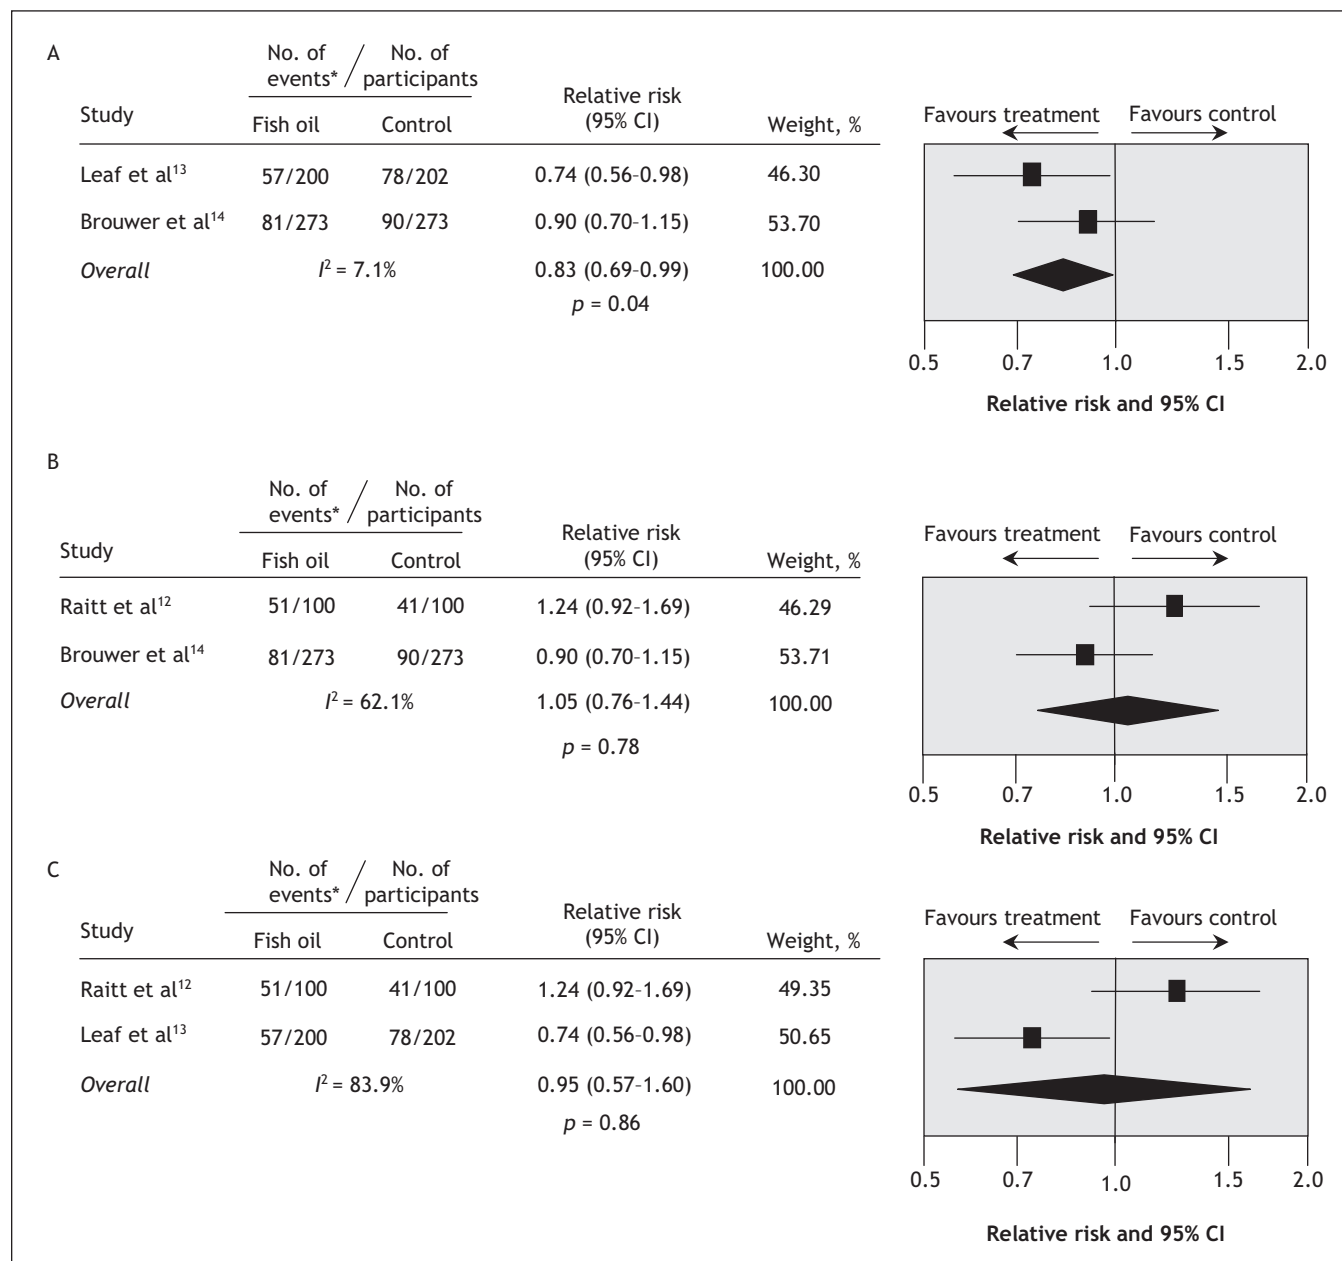 A
No. of events* / No. of participants
Study Fish oil Control Relative risk (95% CI) Weight, %
Favours treatment Favours control
Leaf et al13 57/200 78/202 0.74 (0.56–0.98) 46.30
Brouwer et al14 81/273 90/273 0.90 (0.70–1.15) 53.70
Overall I2 = 7.1% 0.83 (0.69–0.99) 100.00
p = 0.04
0.5 0.7 1.0 1.5 2.0
Relative risk and 95% CI
B
No. of events* / No. of participants
Study Fish oil Control Relative risk (95% CI) Weight, %
Favours treatment Favours control
Raitt et al12 51/100 41/100 1.24 (0.92–1.69) 46.29
Brouwer et al14 81/273 90/273 0.90 (0.70–1.15) 53.71
Overall I2 = 62.1% 1.05 (0.76–1.44) 100.00
p = 0.78
0.5 0.7 1.0 1.5 2.0
Relative risk and 95% CI
C
No. of events* / No. of participants
Study Fish oil Control Relative risk (95% CI) Weight, %
Favours treatment Favours control
Raitt et al12 51/100 41/100 1.24 (0.92–1.69) 49.35
Leaf et al13 57/200 78/202 0.74 (0.56–0.98) 50.65
Overall I2 = 83.9% 0.95 (0.57–1.60) 100.00
p = 0.86
0.5 0.7 1.0 1.5 2.0
Relative risk and 95% CI